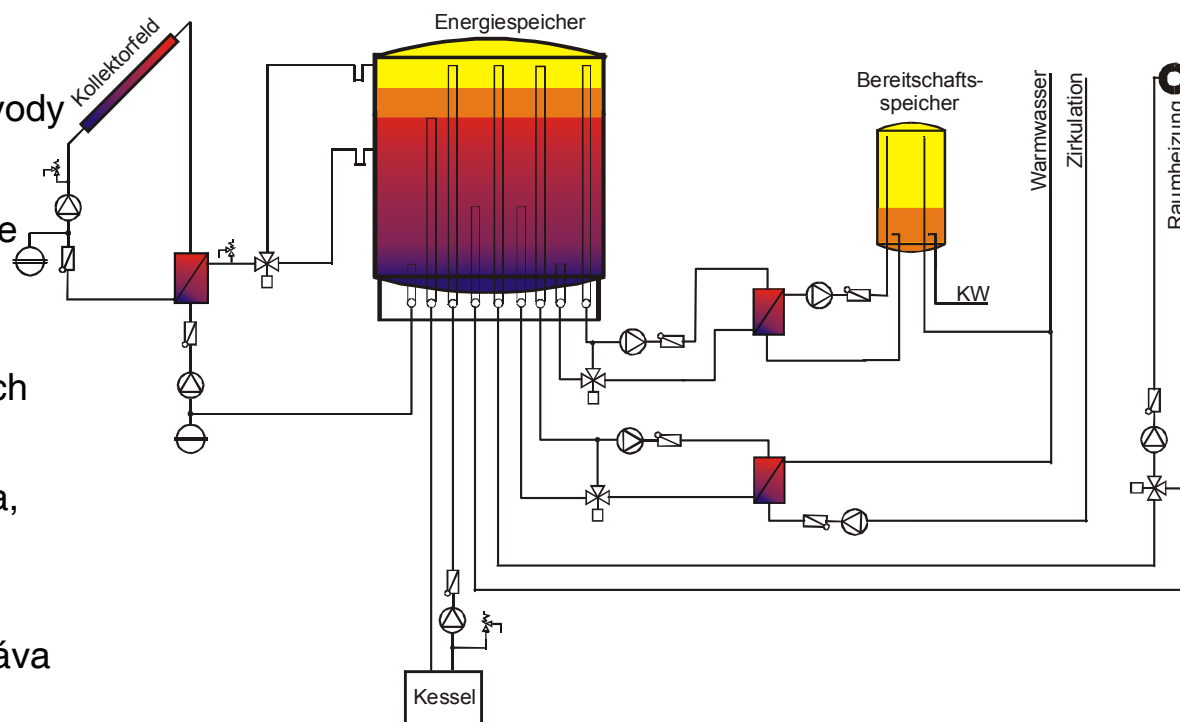 Energiespeicher
Kollektorfeld
vody
Bereitschafts-
speicher
Warmwasser
Zirkulation
Raumheizung
e
KW
ch
a,
áva
Kessel